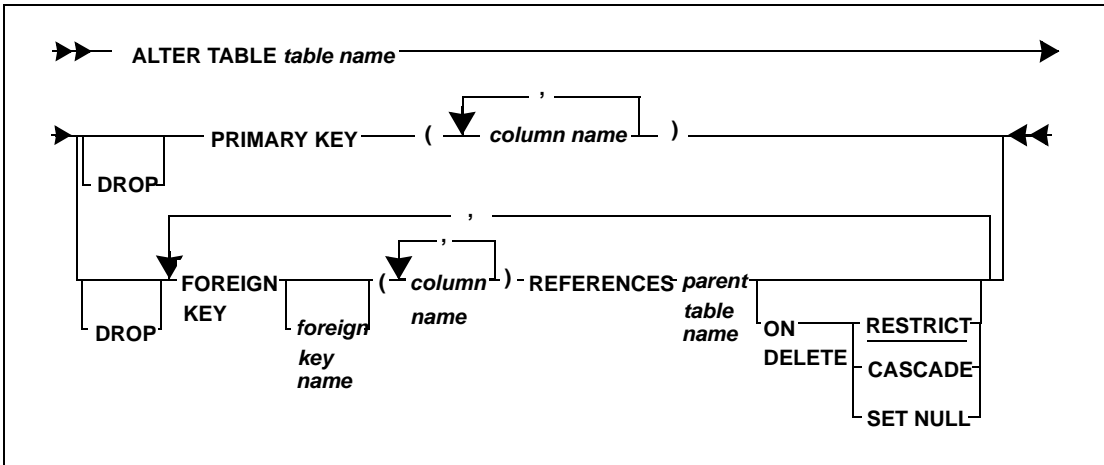 ALTER TABLE table name
,
PRIMARY KEY ( column name )
DROP
,
,
FOREIGN KEY ( column name ) REFERENCES parent table name
DROP
foreign key name
ON DELETE
RESTRICT
CASCADE
SET NULL